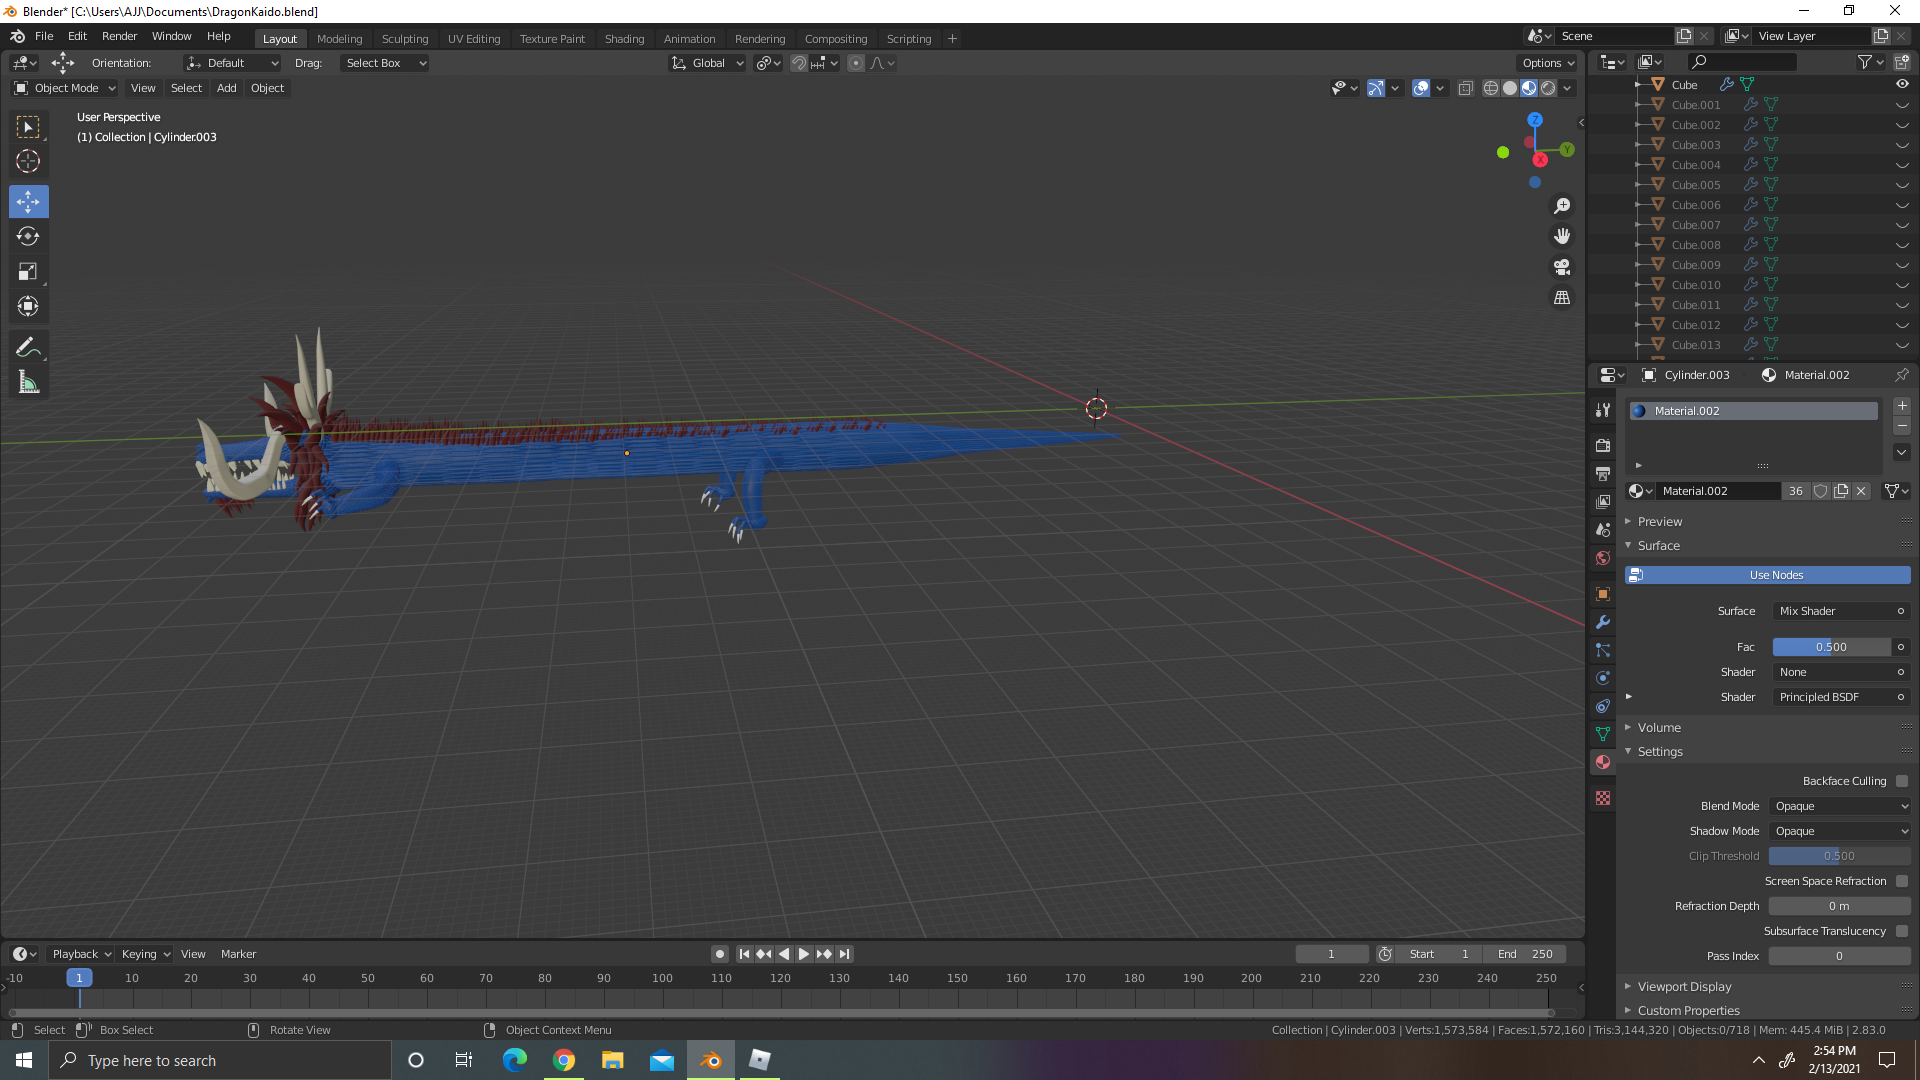 Blender* [C:\Users\AJJ\Documents\DragonKaido.blend]
File Edit Render Window Help Layout Modeling Sculpting UV Editing Texture Paint Shading Animation Rendering Compositing Scripting + Scene View Layer
Orientation: Default Drag: Select Box Global Options
Object Mode View Select Add Object
User Perspective
(1) Collection | Cylinder.003
Z
Y
X
Cube
Cube.001
Cube.002
Cube.003
Cube.004
Cube.005
Cube.006
Cube.007
Cube.008
Cube.009
Cube.010
Cube.011
Cube.012
Cube.013
Cylinder.003 Material.002
Material.002
Material.002 36
Preview
Surface
Use Nodes
Surface Mix Shader
Fac 0.500
Shader None
Shader Principled BSDF
Volume
Settings
Backface Culling
Blend Mode Opaque
Shadow Mode Opaque
Clip Threshold 0.500
Screen Space Refraction
Refraction Depth 0 m
Subsurface Translucency
Pass Index 0
Viewport Display
Custom Properties
Playback Keying View Marker 1 Start 1 End 250
-10 1 10 20 30 40 50 60 70 80 90 100 110 120 130 140 150 160 170 180 190 200 210 220 230 240 250
Select Box Select Rotate View Object Context Menu Collection | Cylinder.003 | Verts:1,573,584 | Faces:1,572,160 | Tris:3,144,320 | Objects:0/718 | Mem: 445.4 MiB | 2.83.0
Type here to search
2:54 PM
2/13/2021